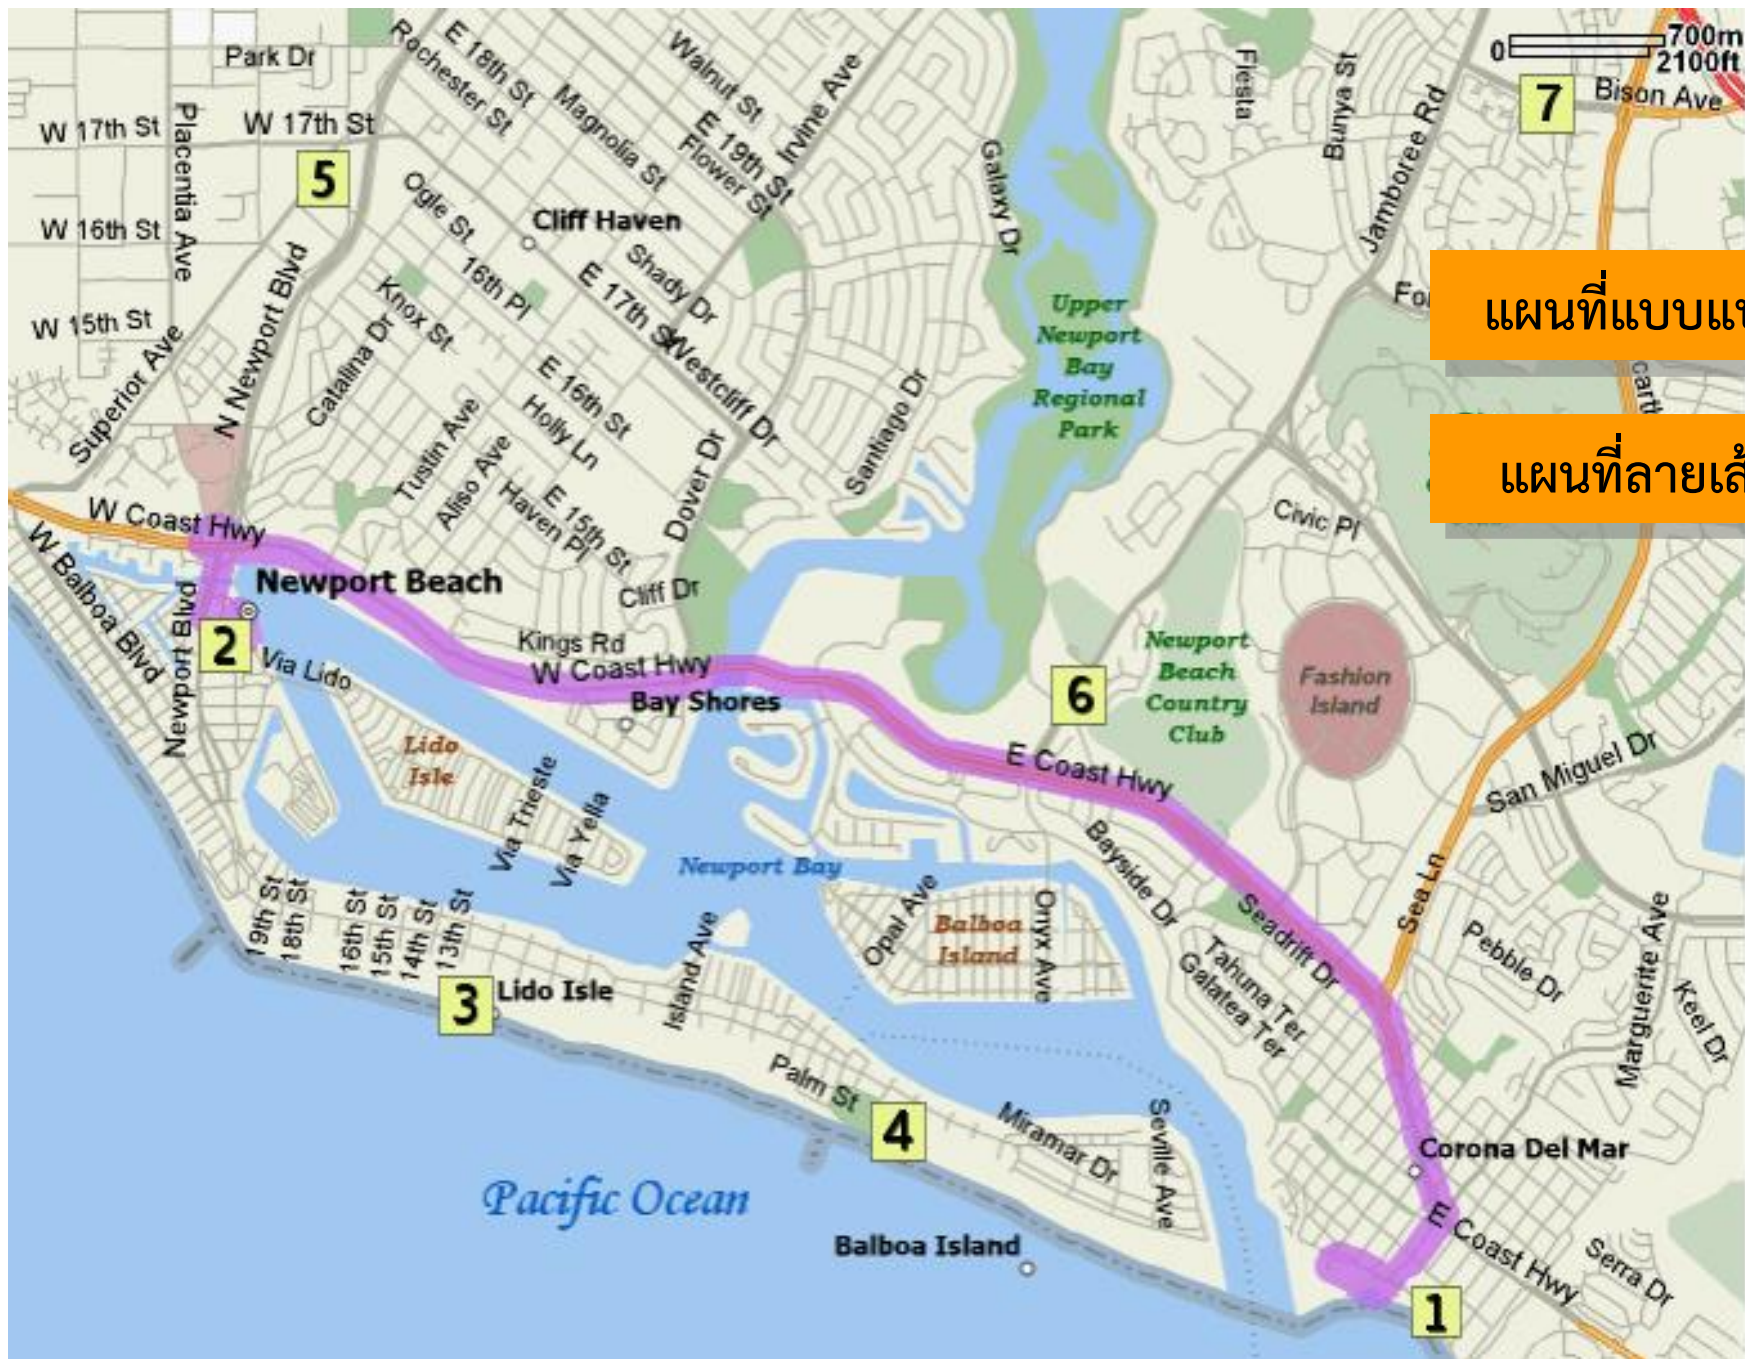 Park Dr
Rochester St
E 18th St
Walnut St
Irvine Ave
Magnolia St
E 19th St
Flower St
Fiesta
Bunya St
Jamboree Rd
0
700m
2100ft
7
Bison Ave
W 17th St
Placentia Ave
W 17th St
5
Galaxy Dr
W 16th St
Ogle St
Cliff Haven
16th Pl
Shady Dr
E 17th St
Upper
Newport
Bay
Regional
Park
แผนที่แบบ
W 15th St
Superior Ave
N Newport Blvd
Knox St
Catalina Dr
Westcliff Dr
E 16th St
Holly Ln
Tustin Ave
Aliso Ave
Haven Pl
E 15th St
Dover Dr
Santiago Dr
แผนที่ลายเส้
Civic Pl
W Coast Hwy
W Balboa Blvd
Newport Beach
Cliff Dr
Newport Blvd
2
Via Lido
Kings Rd
W Coast Hwy
Bay Shores
6
Newport
Beach
Country
Club
Fashion
Island
Lido
Isle
Via Trieste
Via Yella
E Coast Hwy
San Miguel Dr
Newport Bay
Bayside Dr
Sea Ln
19th St
18th St
16th St
15th St
14th St
13th St
Island Ave
Opal Ave
Balboa
Island
Onyx Ave
Seadrift Dr
Tahuna Ter
Galatea Ter
Pebble Dr
Marguerite Ave
Keel Dr
3
Lido Isle
Palm St
4
Miramar Dr
Seville Ave
Corona Del Mar
Pacific Ocean
Balboa Island
E Coast Hwy
Serra Dr
1